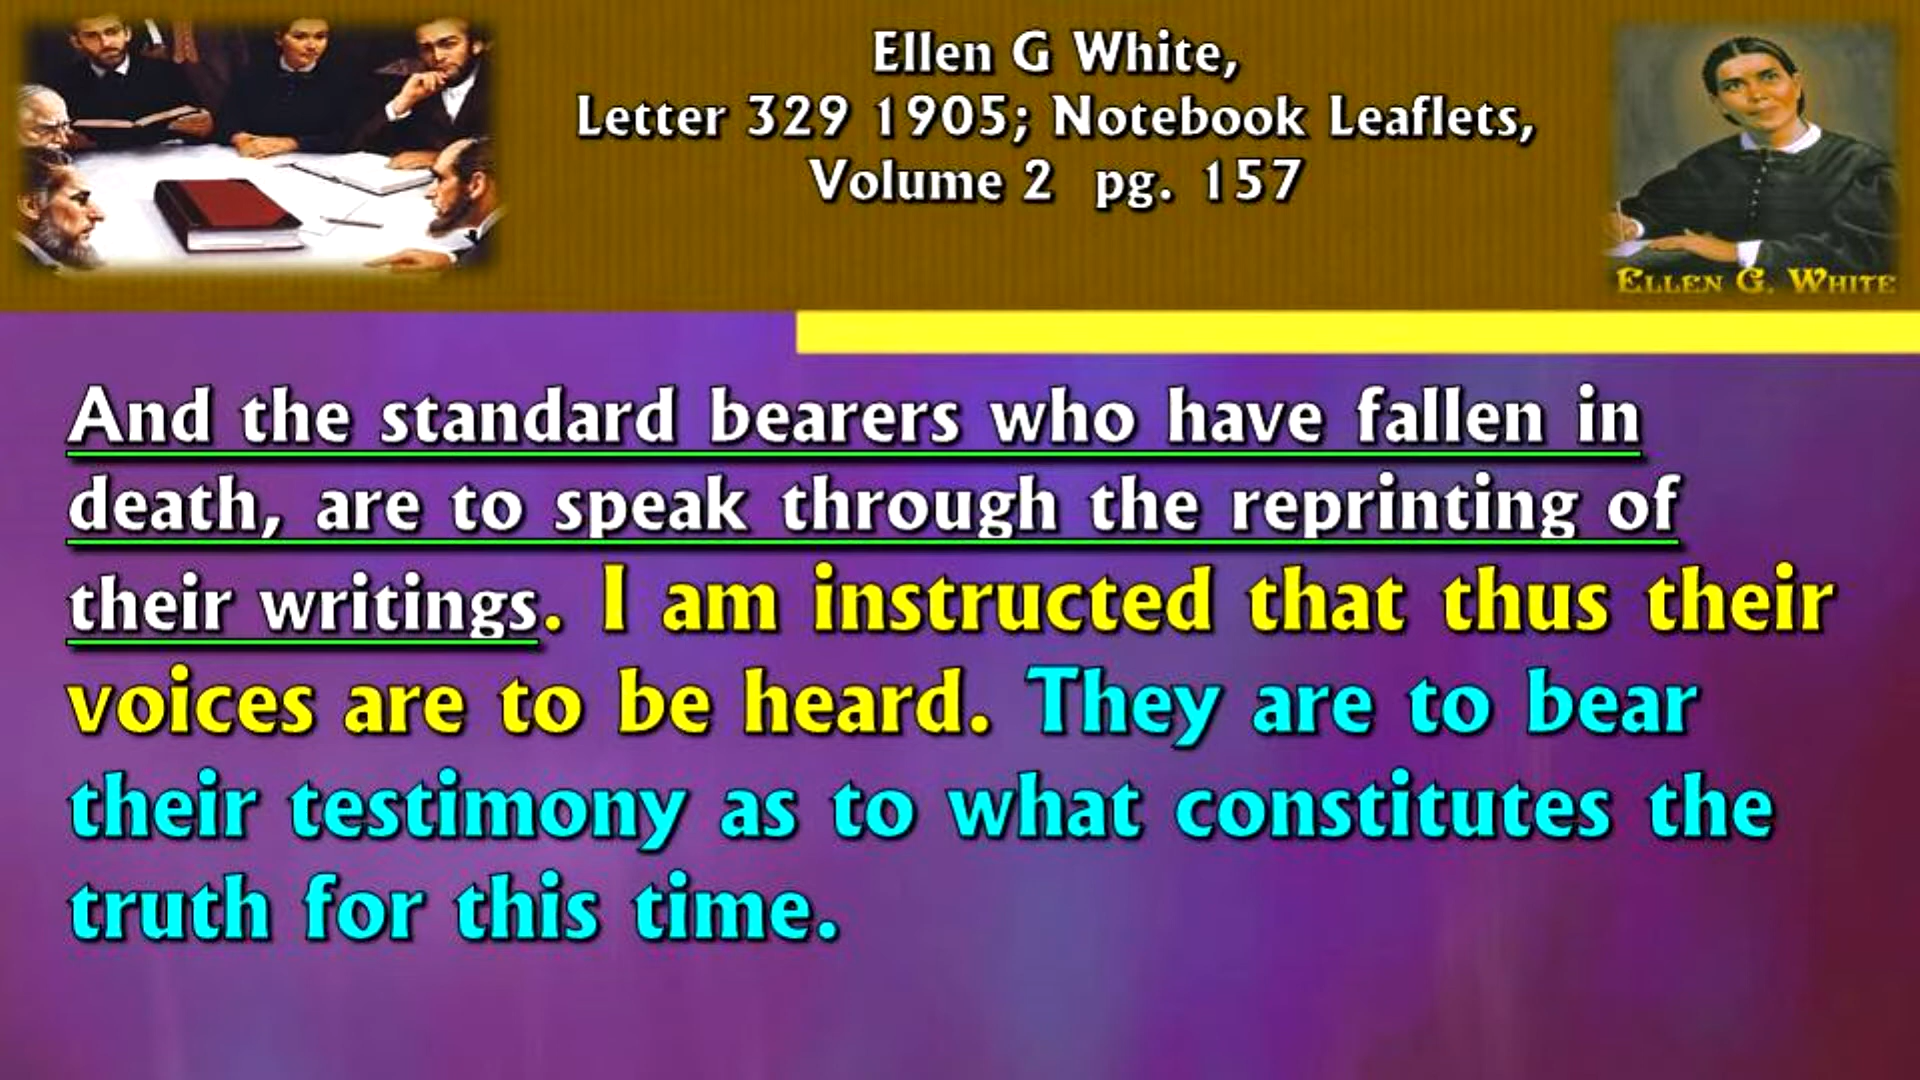 Ellen G White,
Letter 329 1905; Notebook Leaflets,
Volume 2 pg. 157
ELLEN G. WHITE
And the standard bearers who have fallen in
death, are to speak through the reprinting of
their writings. I am instructed that thus their
voices are to be heard. They are to bear
their testimony as to what constitutes the
truth for this time.